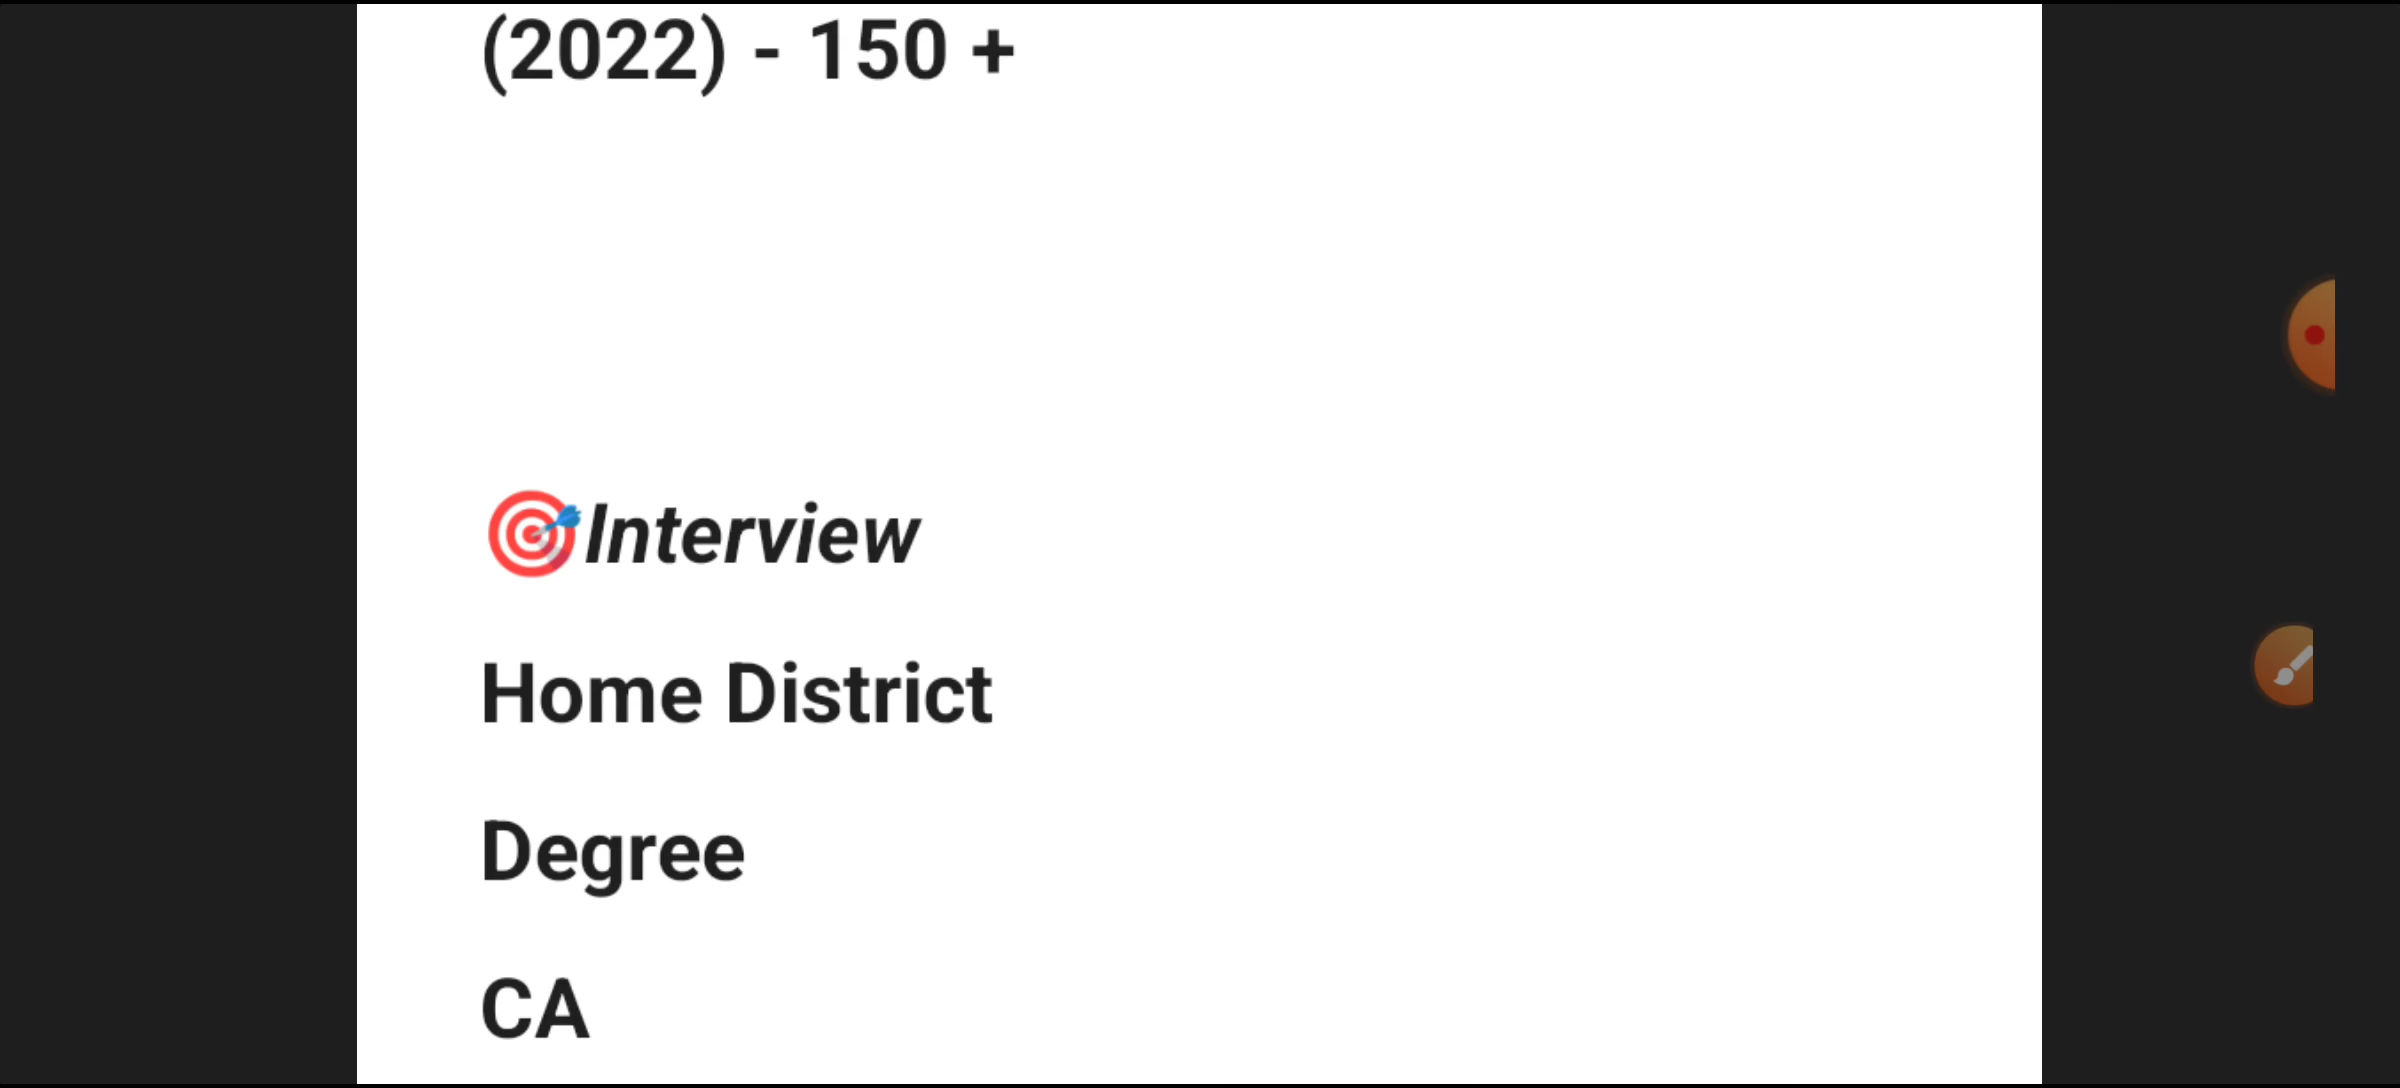 (2022) - 150 +
🎯Interview
Home District
Degree
CA